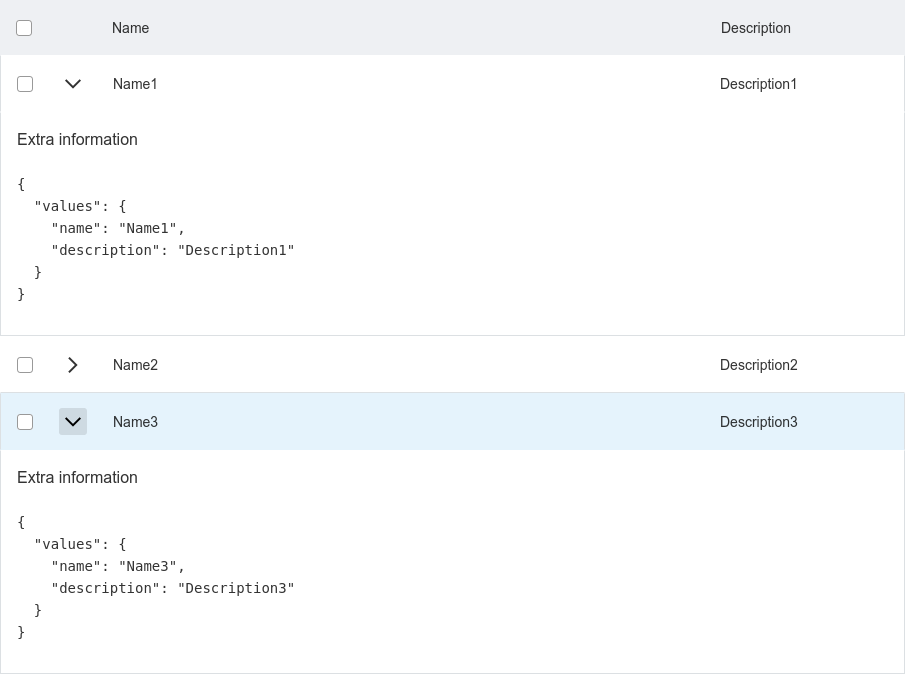 Name Description
Name1 Description1
Extra information
{
  "values": {
    "name": "Name1",
    "description": "Description1"
  }
}
Name2 Description2
Name3 Description3
Extra information
{
  "values": {
    "name": "Name3",
    "description": "Description3"
  }
}